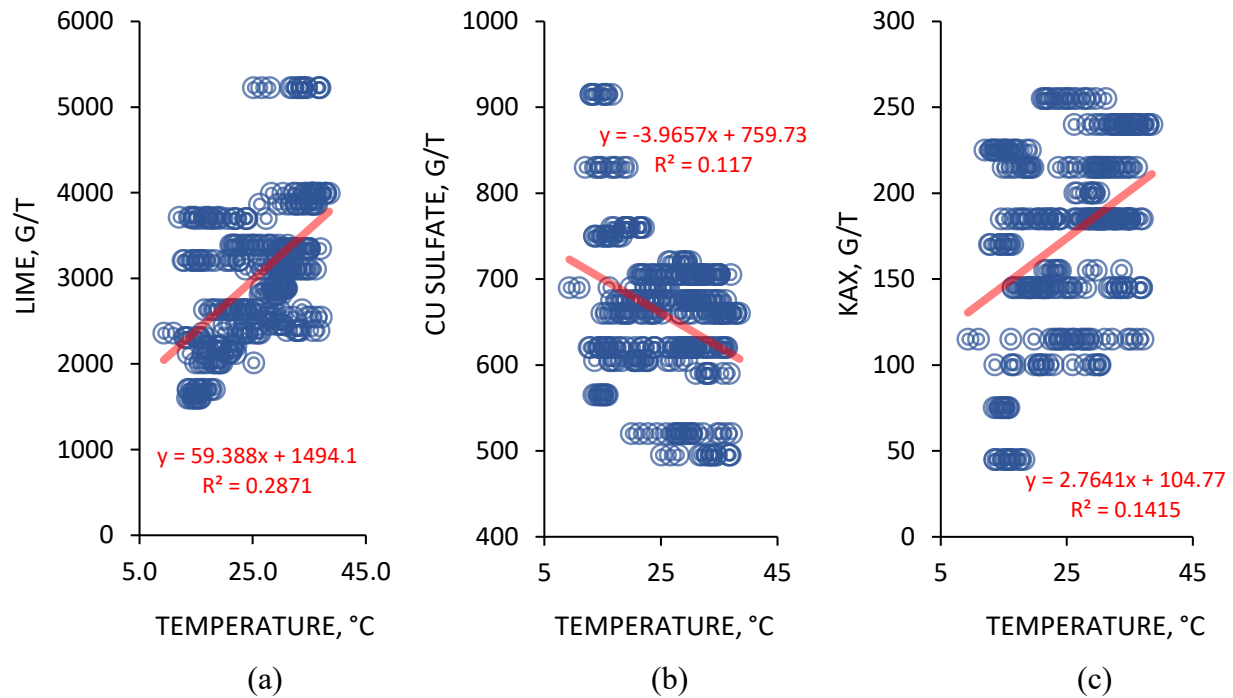 6000
5000
4000
3000
2000
1000
0
LIME, G/T
y = 59.388x + 1494.1
R² = 0.2871
5.0 25.0 45.0
TEMPERATURE, °C
(a)
1000
900
800
700
600
500
400
CU SULFATE, G/T
y = -3.9657x + 759.73
R² = 0.117
5 25 45
TEMPERATURE, °C
(b)
300
250
200
150
100
50
0
KAX, G/T
y = 2.7641x + 104.77
R² = 0.1415
5 25 45
TEMPERATURE, °C
(c)